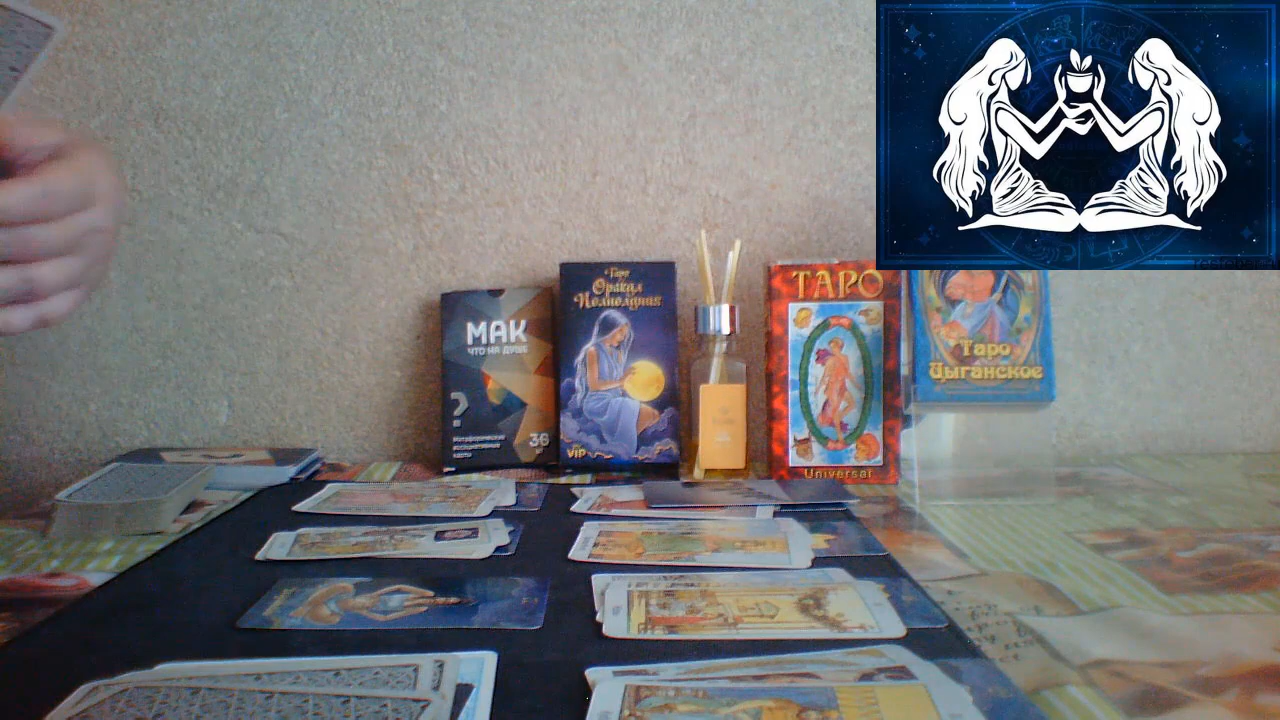 МАК
ЧТО НА ДУШЕ
?
Метафорические
ассоциативные
карты
36
Таро
Оракул
Полнолуния
VIP
ТАРО
Universal
Таро
Цыганское